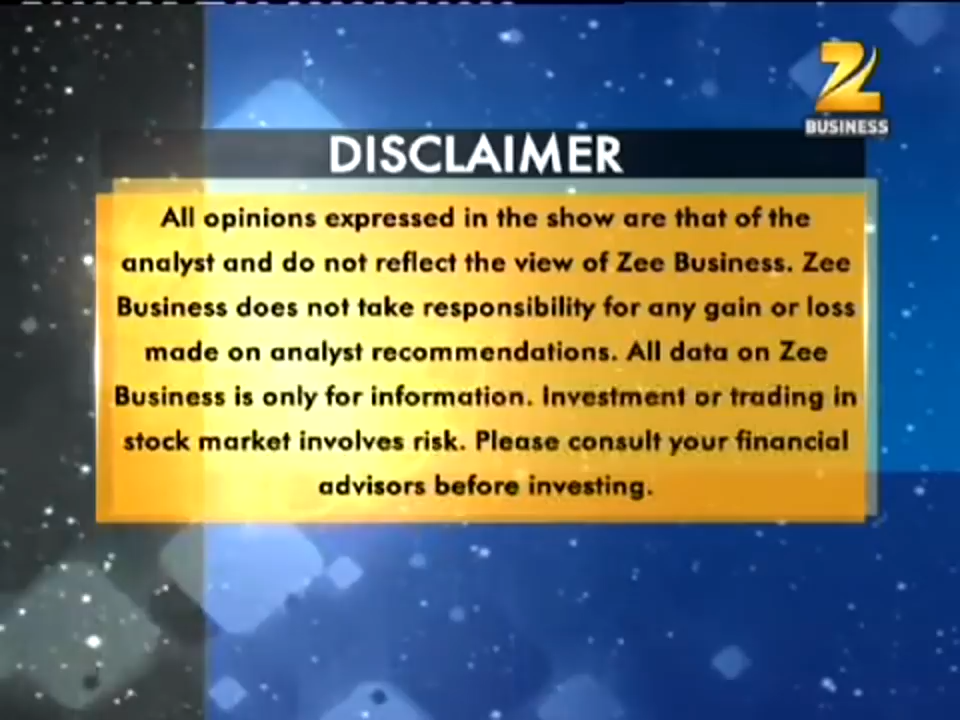 Z
BUSINESS
DISCLAIMER
All opinions expressed in the show are that of the
analyst and do not reflect the view of Zee Business. Zee
Business does not take responsibility for any gain or loss
made on analyst recommendations. All data on Zee
Business is only for information. Investment or trading in
stock market involves risk. Please consult your financial
advisors before investing.